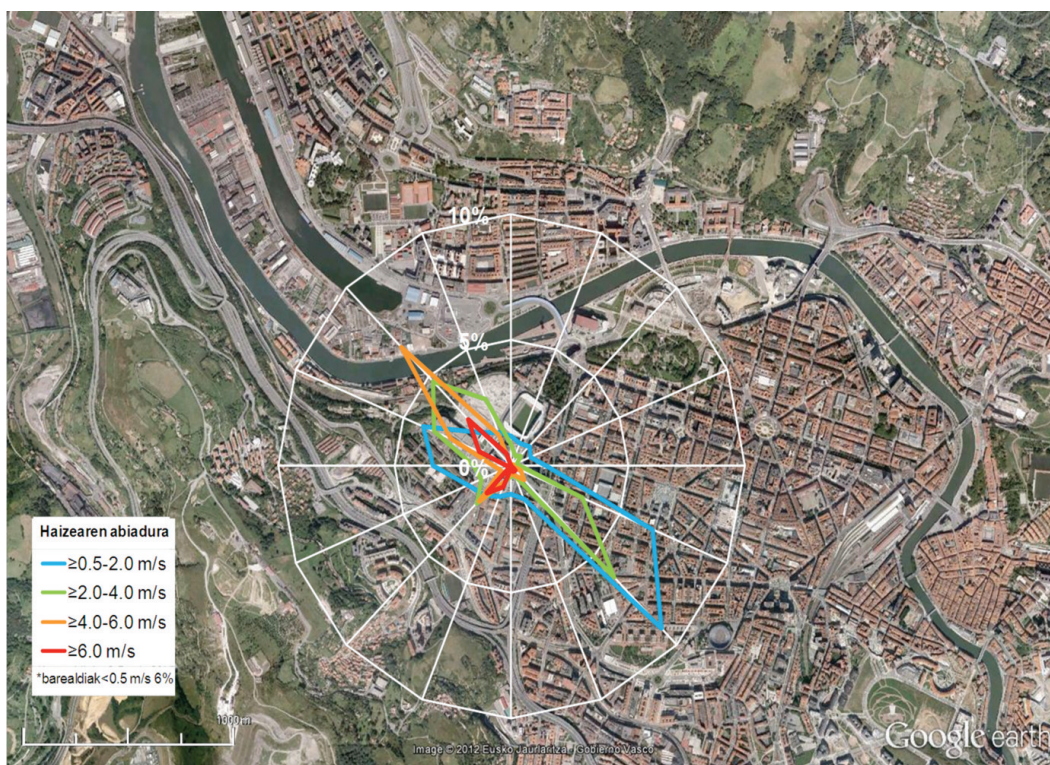 10%
5%
0%
Haizearen abiadura
≥0.5-2.0 m/s
≥2.0-4.0 m/s
≥4.0-6.0 m/s
≥6.0 m/s
*barealdiak<0.5 m/s 6%
1000 m
Image © 2012 Eusko Jaurlaritza / Gobierno Vasco
Google earth